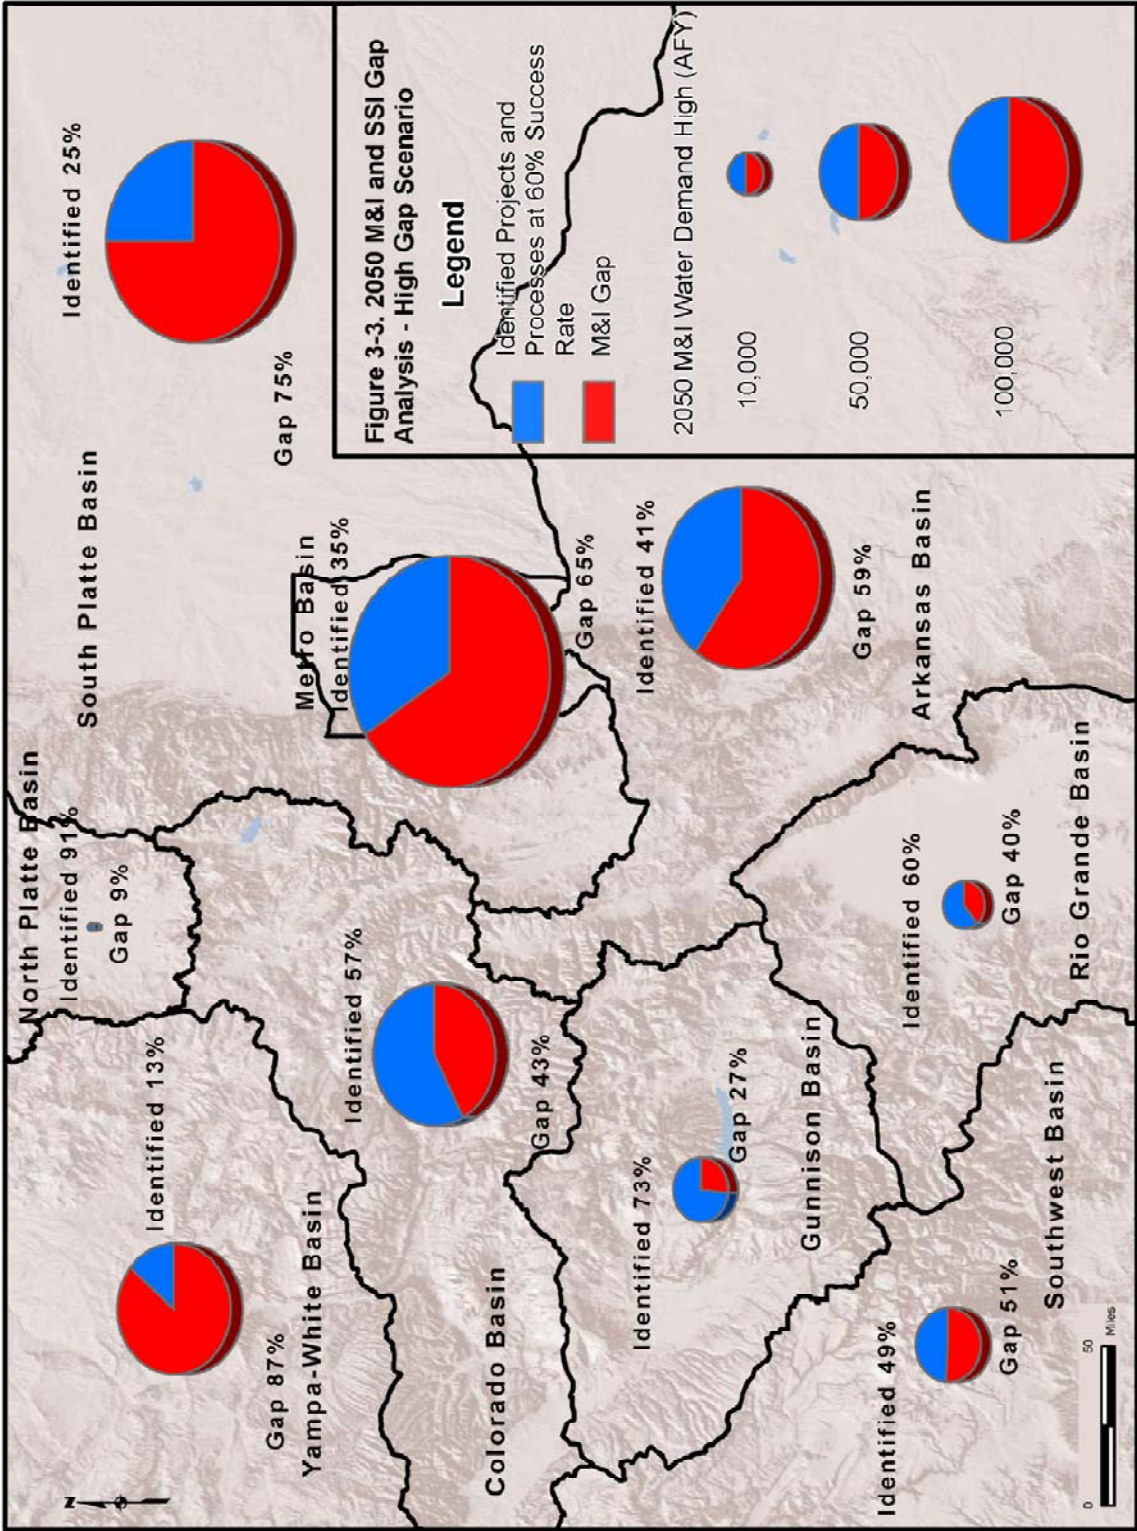 North Platte Basin
Identified 91%
Gap 9%
Identified 13%
Gap 87%
Yampa-White Basin
South Platte Basin
Identified 25%
Gap 75%
Metro Basin
Identified 35%
Gap 65%
Identified 57%
Gap 43%
Colorado Basin
Identified 41%
Gap 59%
Arkansas Basin
Identified 73%
Gap 27%
Gunnison Basin
Identified 60%
Gap 40%
Rio Grande Basin
Identified 49%
Gap 51%
Southwest Basin
Figure 3-3. 2050 M&I and SSI Gap
Analysis - High Gap Scenario
Legend
Identified Projects and
Processes at 60% Success
Rate
M&I Gap
2050 M&I Water Demand High (AFY)
10,000
50,000
100,000
N
0 50
Miles